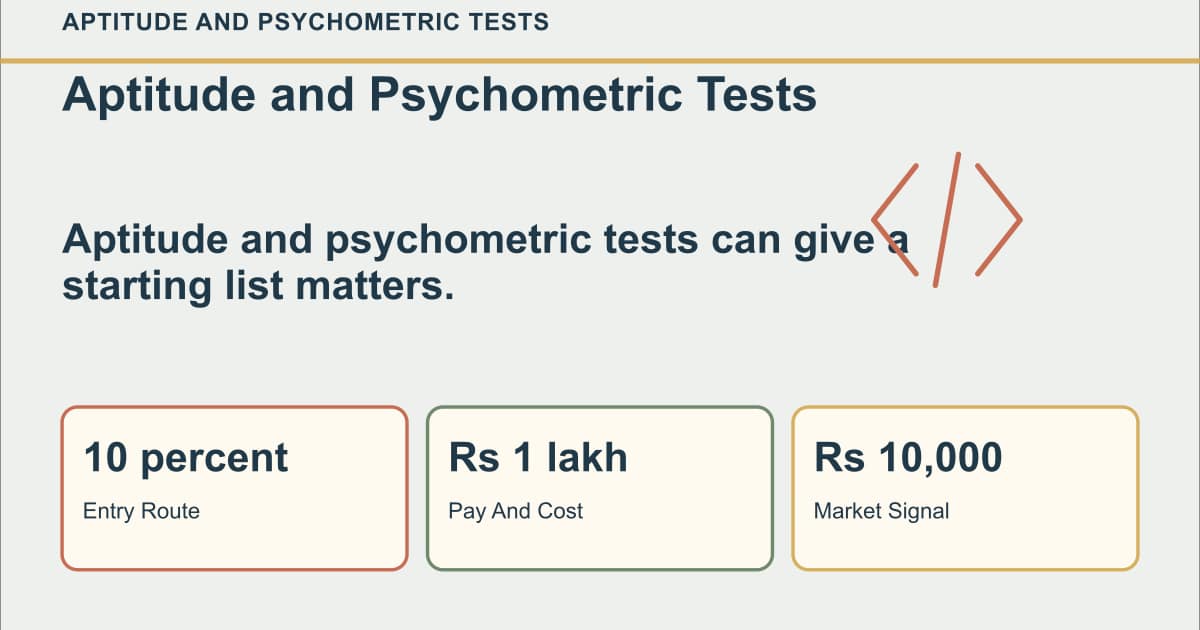 APTITUDE AND PSYCHOMETRIC TESTS
Aptitude and Psychometric Tests
Aptitude and psychometric tests can give a
starting list matters.
10 percent
Entry Route
Rs 1 lakh
Pay And Cost
Rs 10,000
Market Signal